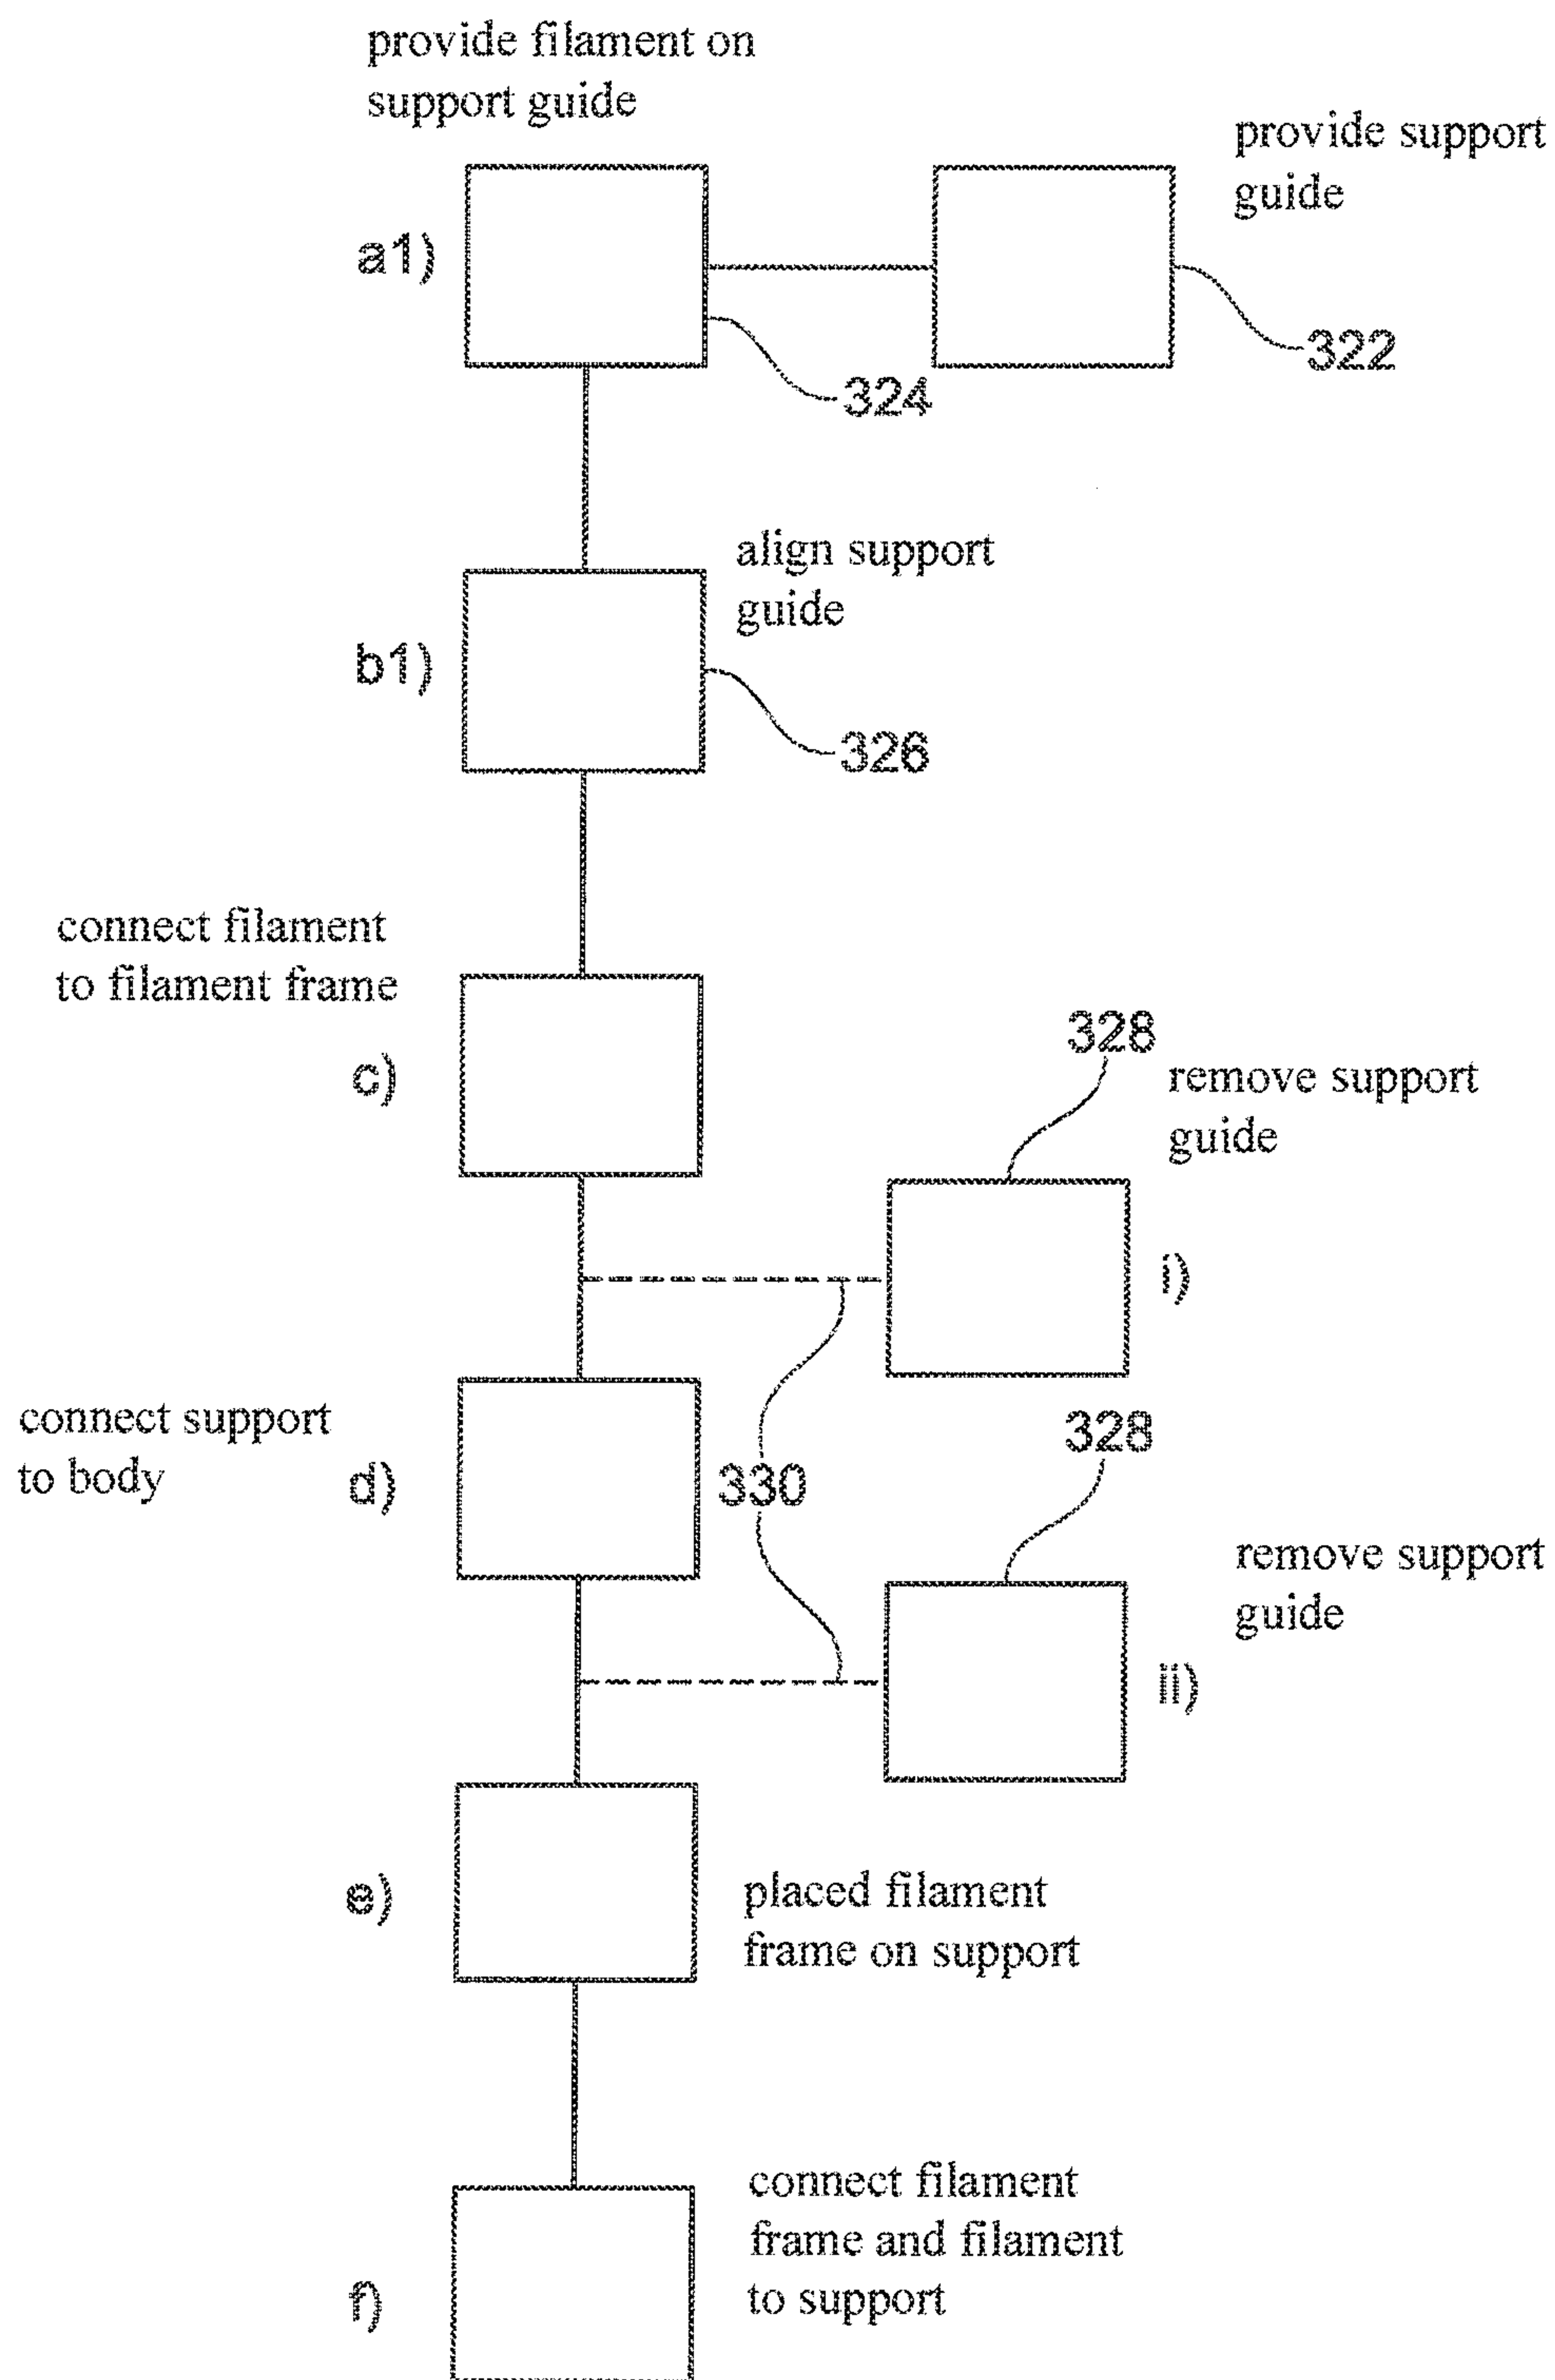 provide filament on
support guide
provide support
guide
a1)
322
324
align support
guide
b1)
326
connect filament
to filament frame
c)
328
remove support
guide
i)
connect support
to body
d)
330
328
remove support
guide
ii)
e)
placed filament
frame on support
connect filament
frame and filament
to support
f)